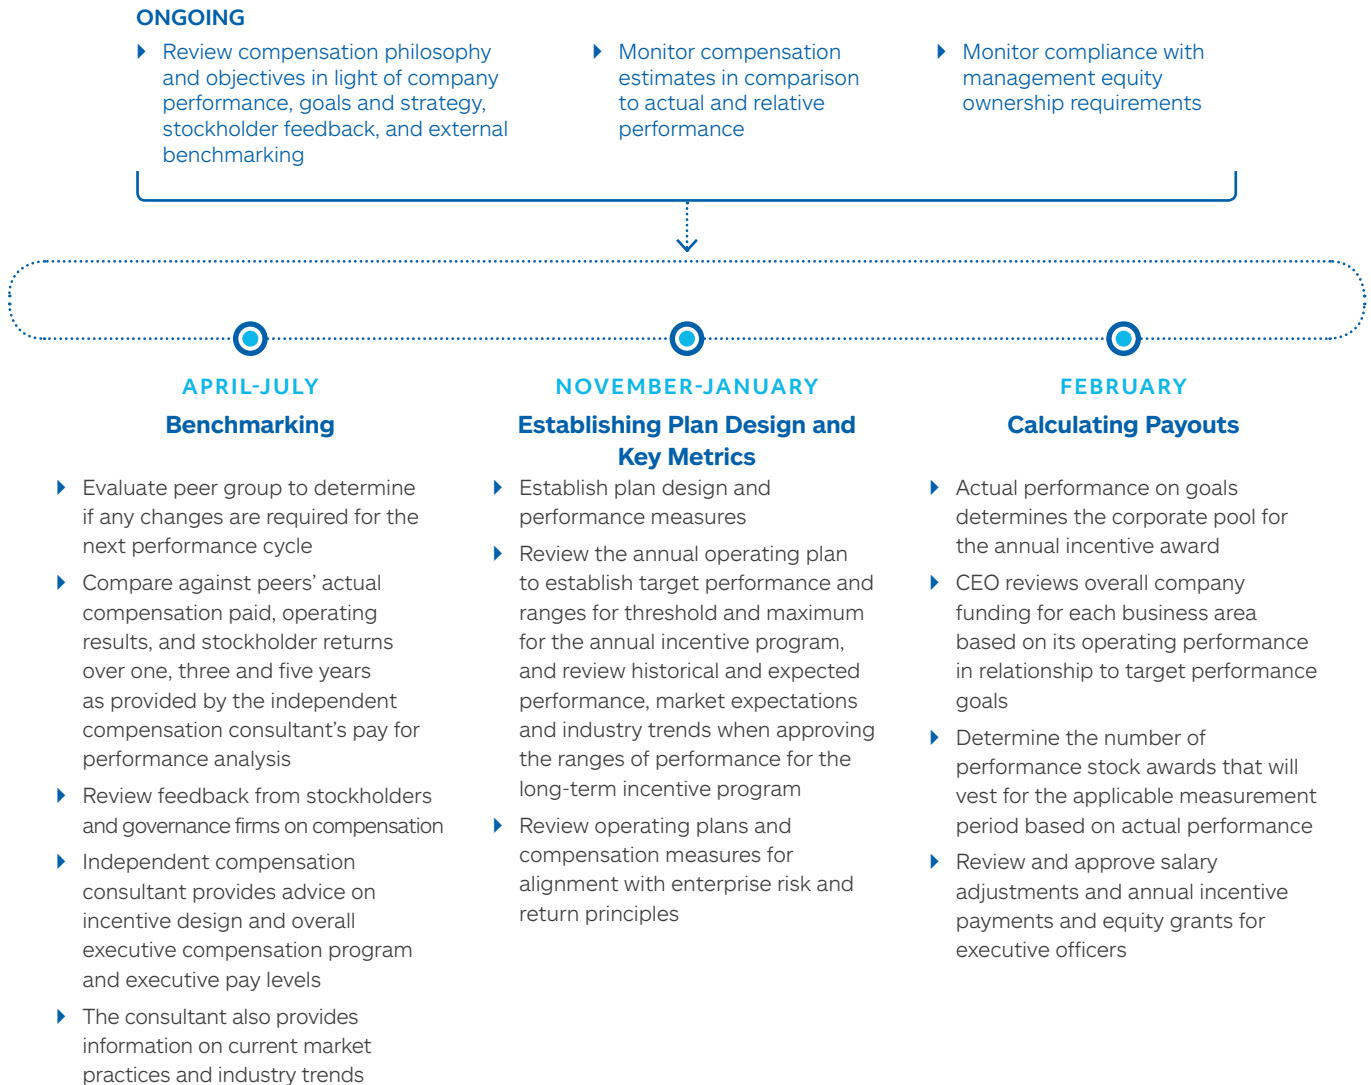 ONGOING
Review compensation philosophy
and objectives in light of company
performance, goals and strategy,
stockholder feedback, and external
benchmarking
Monitor compensation
estimates in comparison
to actual and relative
performance
Monitor compliance with
management equity
ownership requirements
APRIL-JULY
Benchmarking
Evaluate peer group to determine
if any changes are required for the
next performance cycle
Compare against peers’ actual
compensation paid, operating
results, and stockholder returns
over one, three and five years
as provided by the independent
compensation consultant’s pay for
performance analysis
Review feedback from stockholders
and governance firms on compensation
Independent compensation
consultant provides advice on
incentive design and overall
executive compensation program
and executive pay levels
The consultant also provides
information on current market
practices and industry trends
NOVEMBER-JANUARY
Establishing Plan Design and
Key Metrics
Establish plan design and
performance measures
Review the annual operating plan
to establish target performance and
ranges for threshold and maximum
for the annual incentive program,
and review historical and expected
performance, market expectations
and industry trends when approving
the ranges of performance for the
long-term incentive program
Review operating plans and
compensation measures for
alignment with enterprise risk and
return principles
FEBRUARY
Calculating Payouts
Actual performance on goals
determines the corporate pool for
the annual incentive award
CEO reviews overall company
funding for each business area
based on its operating performance
in relationship to target performance
goals
Determine the number of
performance stock awards that will
vest for the applicable measurement
period based on actual performance
Review and approve salary
adjustments and annual incentive
payments and equity grants for
executive officers